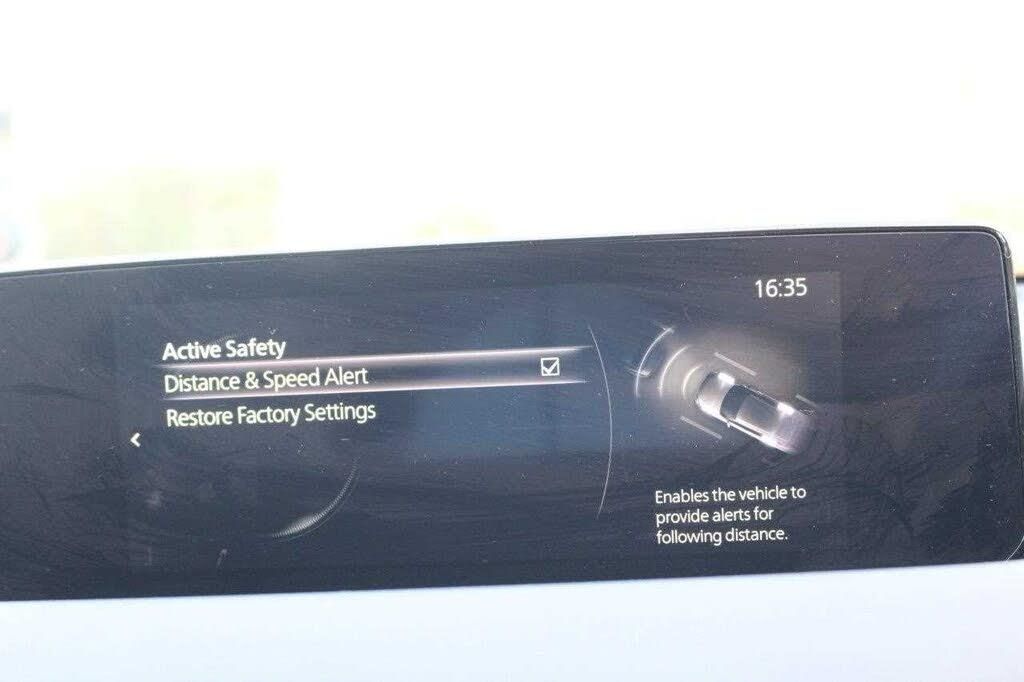 16:35
Active Safety
Distance & Speed Alert
Restore Factory Settings
Enables the vehicle to
provide alerts for
following distance.